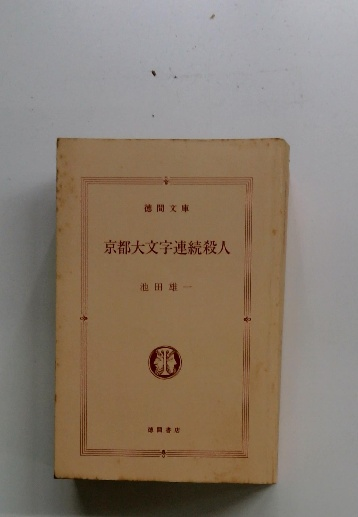 徳間文庫
京都大文字連続殺人
池田雄一
徳間書店